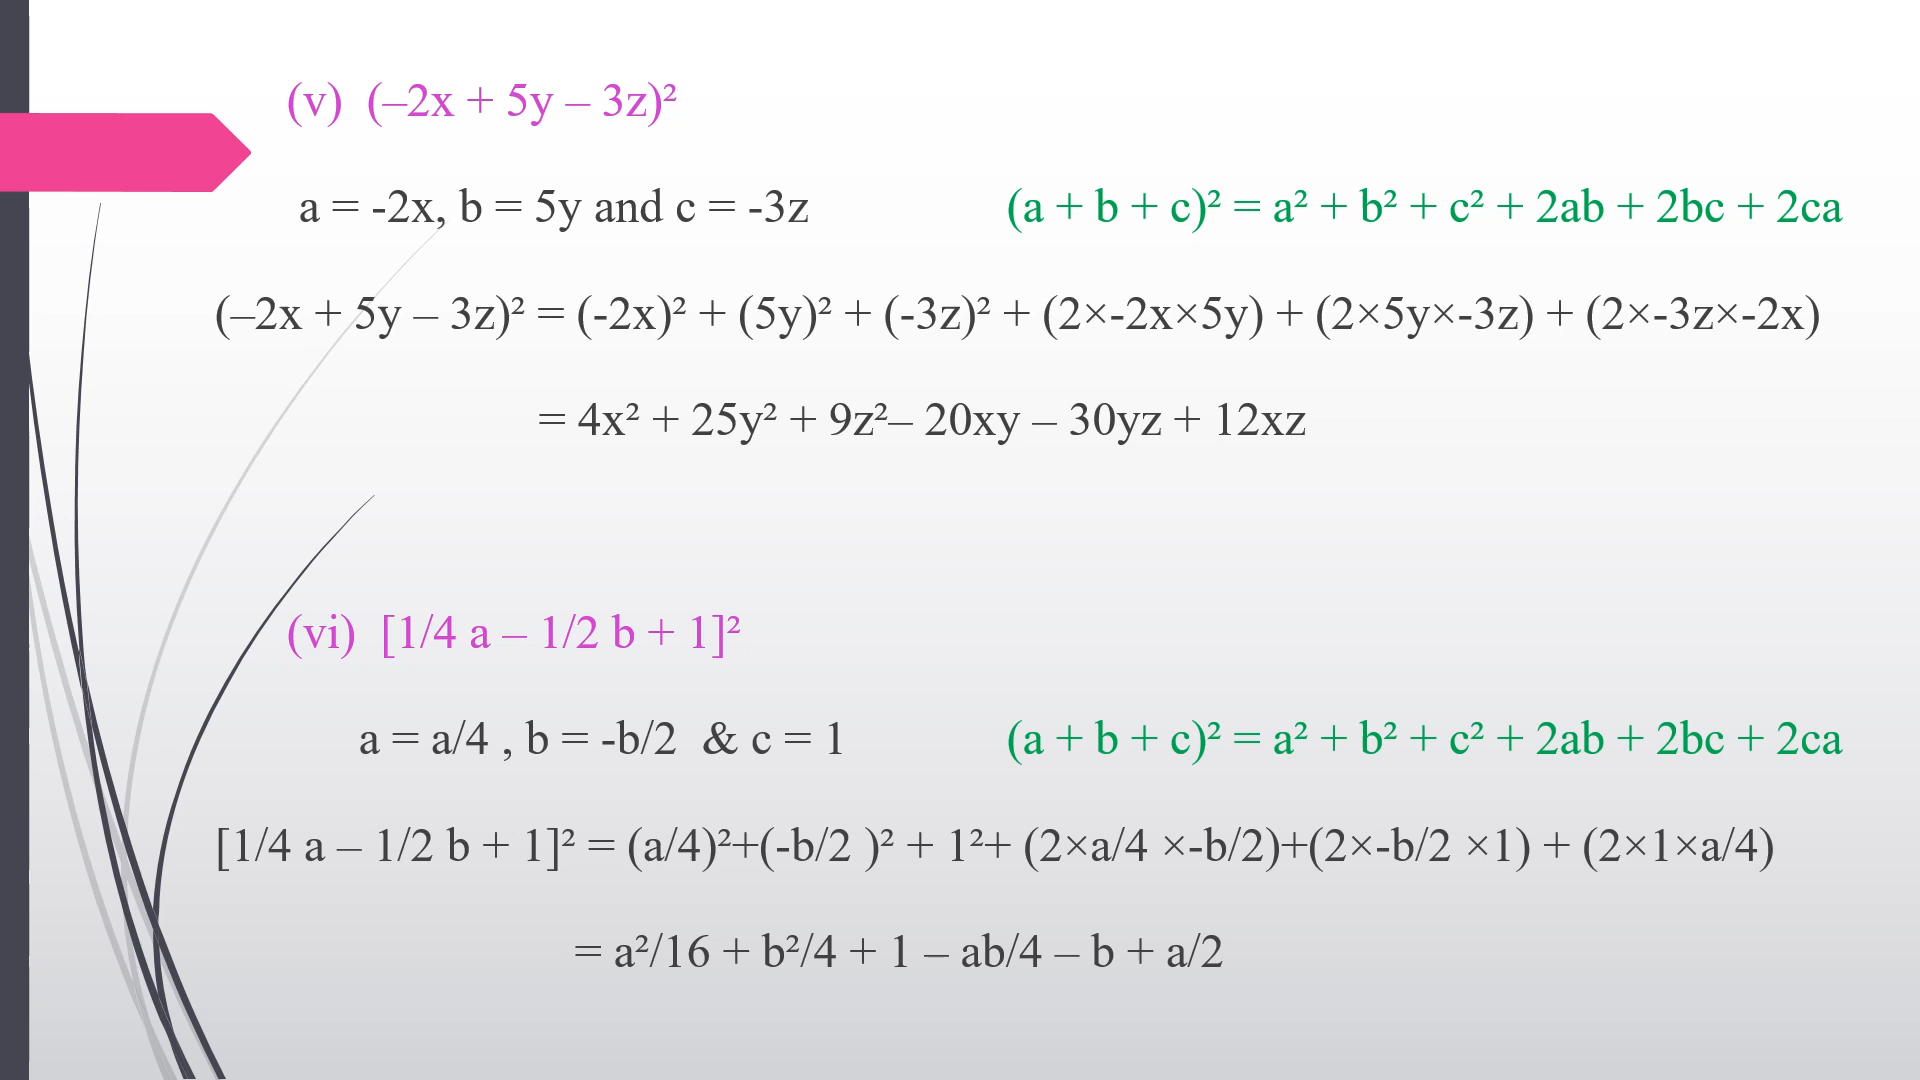 (v) (–2x + 5y – 3z)²
a = -2x, b = 5y and c = -3z (a + b + c)² = a² + b² + c² + 2ab + 2bc + 2ca
(–2x + 5y – 3z)² = (-2x)² + (5y)² + (-3z)² + (2×-2x×5y) + (2×5y×-3z) + (2×-3z×-2x)
= 4x² + 25y² + 9z²– 20xy – 30yz + 12xz
(vi) [1/4 a – 1/2 b + 1]²
a = a/4 , b = -b/2 & c = 1 (a + b + c)² = a² + b² + c² + 2ab + 2bc + 2ca
[1/4 a – 1/2 b + 1]² = (a/4)²+(-b/2 )² + 1²+ (2×a/4 ×-b/2)+(2×-b/2 ×1) + (2×1×a/4)
= a²/16 + b²/4 + 1 – ab/4 – b + a/2